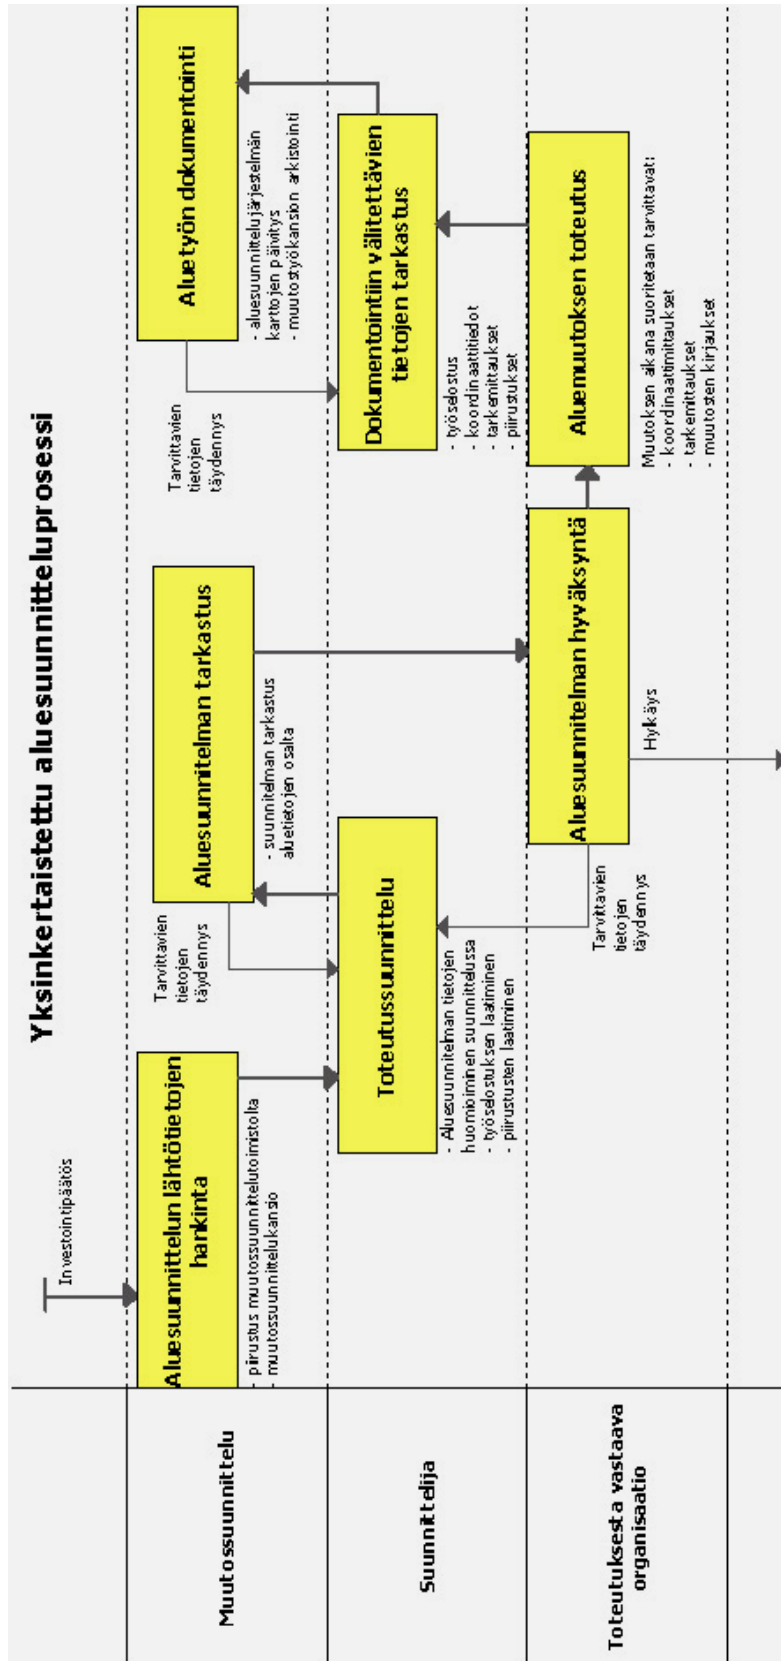 Yksinkertaistettu aluesuunnitteluprosessi
Muutossuunnittelu
Investointipäätös
Aluesuunnittelun lähtötietojen
hankinta
- piirustus muutossuunnittelutoimistolta
- muutossuunnittelukansio
Tarvittavien
tietojen
täydennys
Aluesuunnitelman tarkastus
- suunnitelman tarkastus
aluetietojen osalta
Tarvittavien
tietojen
täydennys
Aluetyön dokumentointi
- aluesuunnittelujärjestelmän
karttojen päivitys
- muutostyökansion arkistointi
Suunnittelija
Toteutussuunnittelu
- Aluesuunnitelman tietojen
huomioiminen suunnittelussa
- työselostuksen laatiminen
- piirustusten laatiminen
Dokumentointiin välitettävien
tietojen tarkastus
- työselostus
- koordinaattitiedot
- tarkemittaukset
- piirustukset
Toteutuksesta vastaava
organisaatio
Tarvittavien
tietojen
täydennys
Aluesuunnitelman hyväksyntä
Hylkäys
Aluemuutoksen toteutus
Muutoksen aikana suoritetaan tarvittavat:
- koordinaattimittaukset
- tarkemittaukset
- muutosten kirjaukset